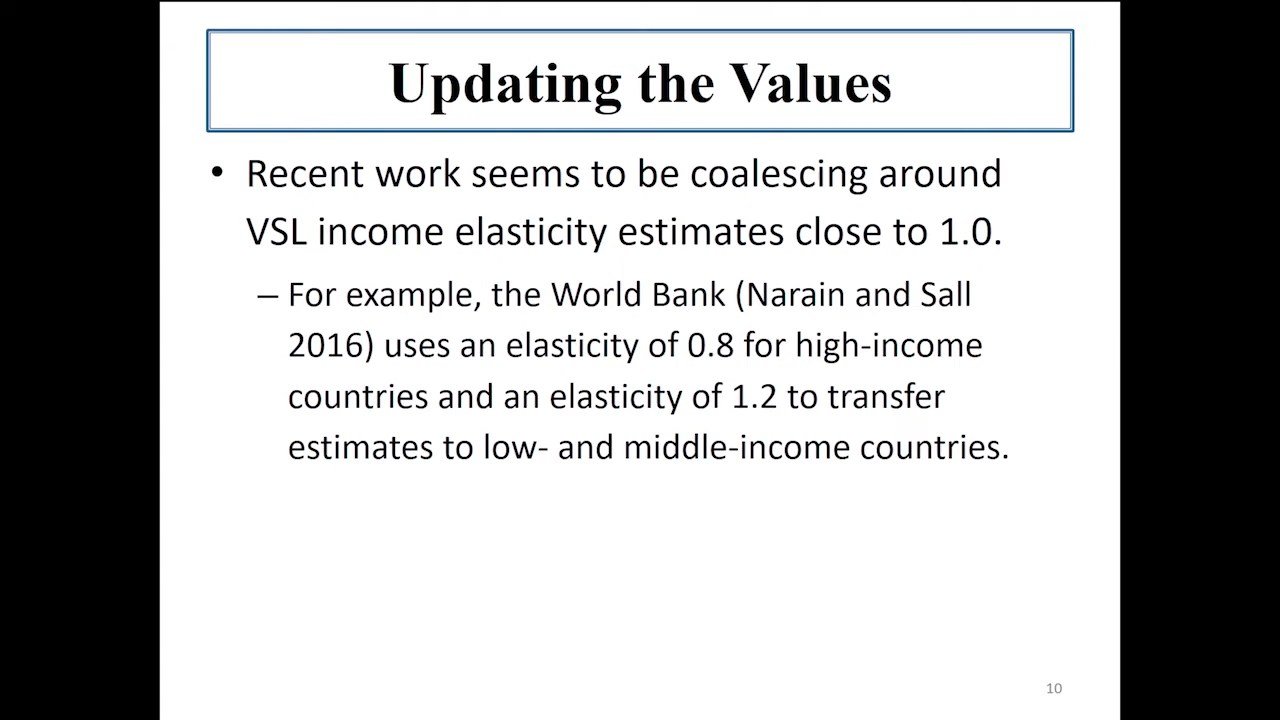 Updating the Values
• Recent work seems to be coalescing around
VSL income elasticity estimates close to 1.0.
– For example, the World Bank (Narain and Sall
2016) uses an elasticity of 0.8 for high-income
countries and an elasticity of 1.2 to transfer
estimates to low- and middle-income countries.
10